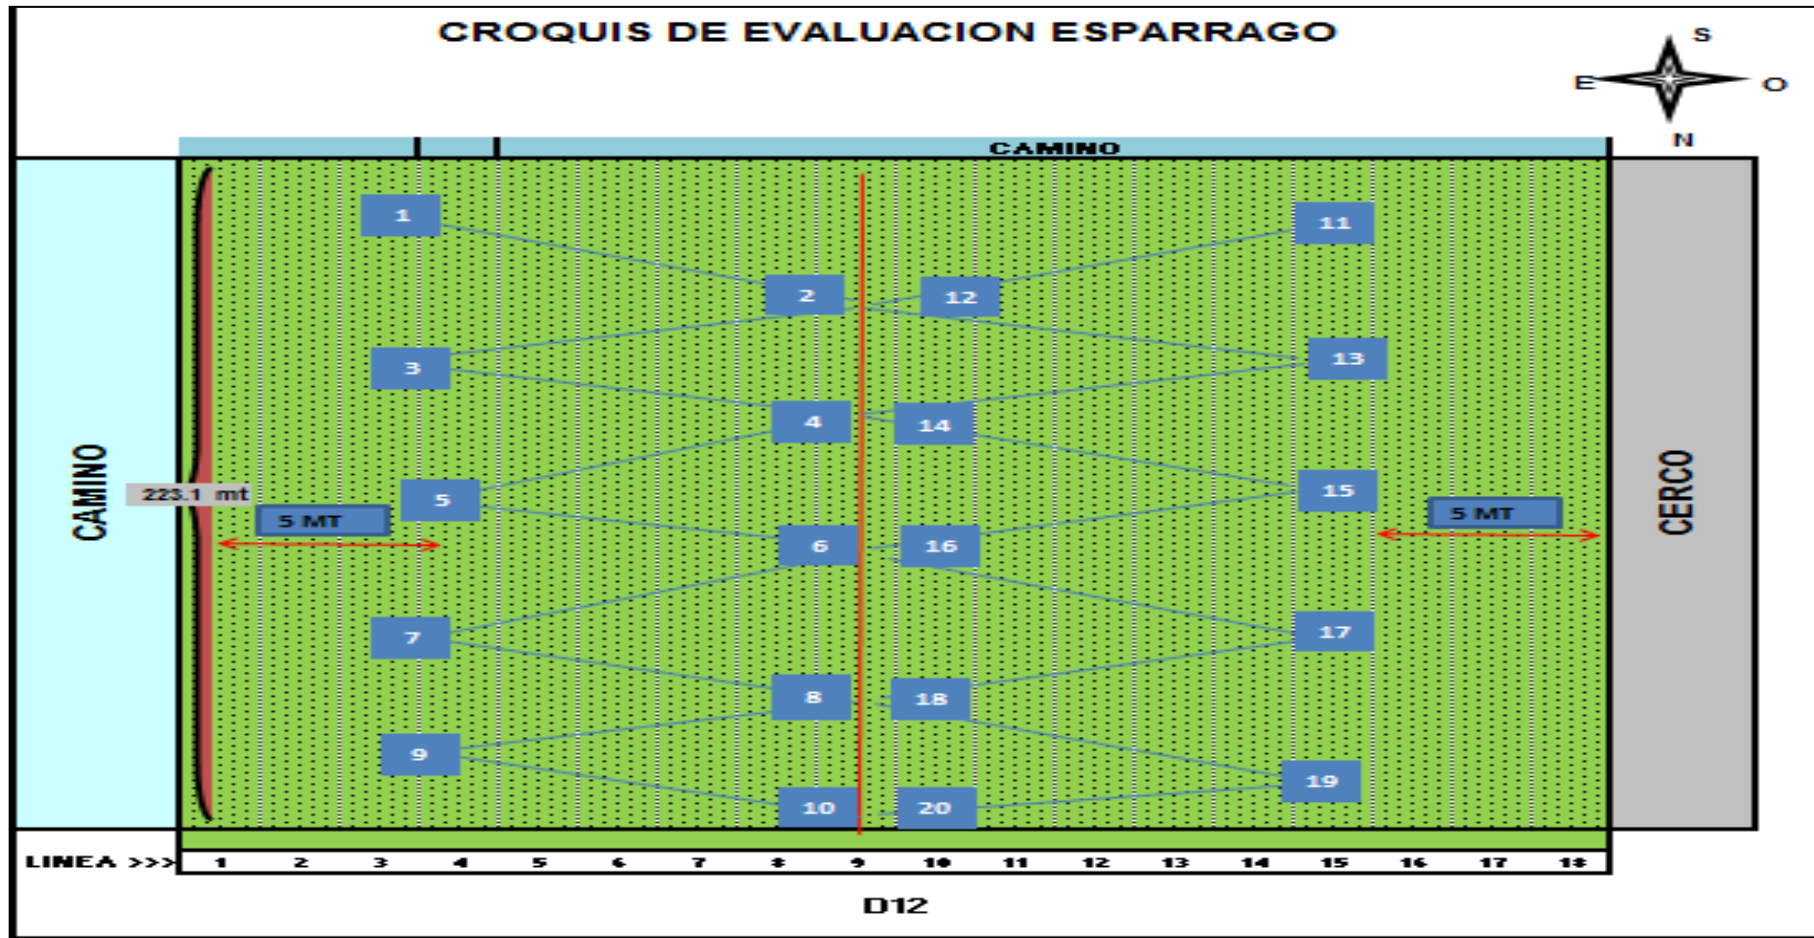 CROQUIS DE EVALUACION ESPARRAGO
S
E
O
N
CAMINO
1
11
2
12
3
13
4
14
CAMINO
CERCO
223.1 mt
5 MT
5
15
5 MT
6
16
7
17
8
18
9
19
10
20
LINEA >>> 1 2 3 4 5 6 7 8 9 10 11 12 13 14 15 16 17 18
D12